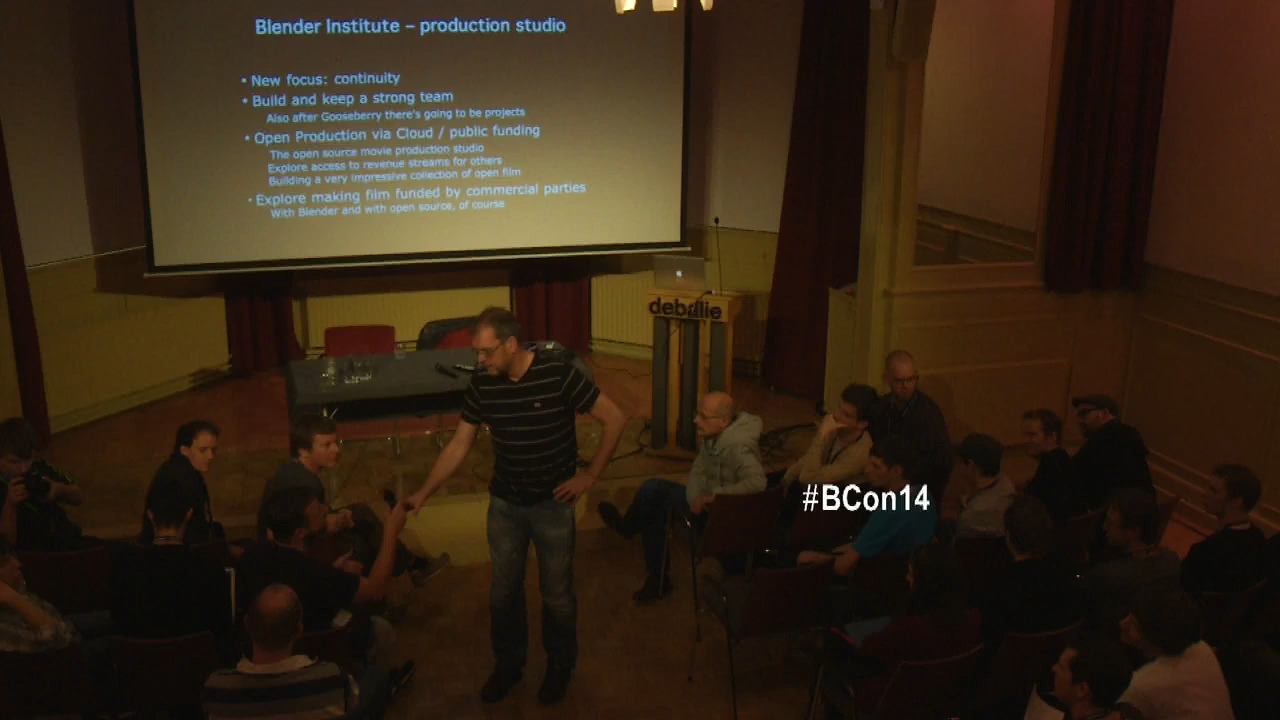 Blender Institute – production studio
• New focus: continuity
• Build and keep a strong team
Also after Gooseberry there's going to be projects
• Open Production via Cloud / public funding
The open source movie production studio
Explore access to revenue streams for others
Building a very impressive collection of open film
• Explore making film funded by commercial parties
With Blender and with open source, of course
debalie
#BCon14